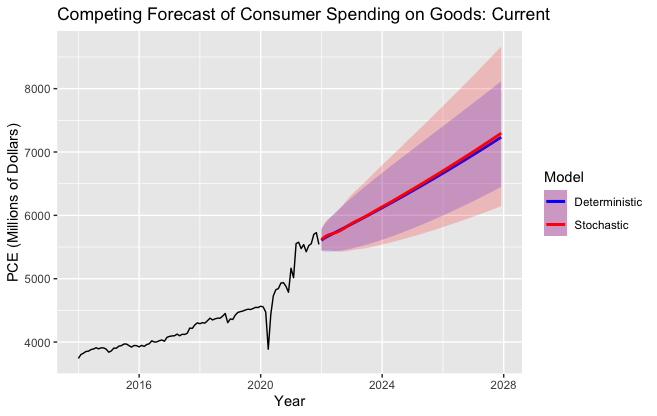 Competing Forecast of Consumer Spending on Goods: Current
PCE (Millions of Dollars)
8000
7000
6000
5000
4000
2016
2020
2024
2028
Year
Model
Deterministic
Stochastic